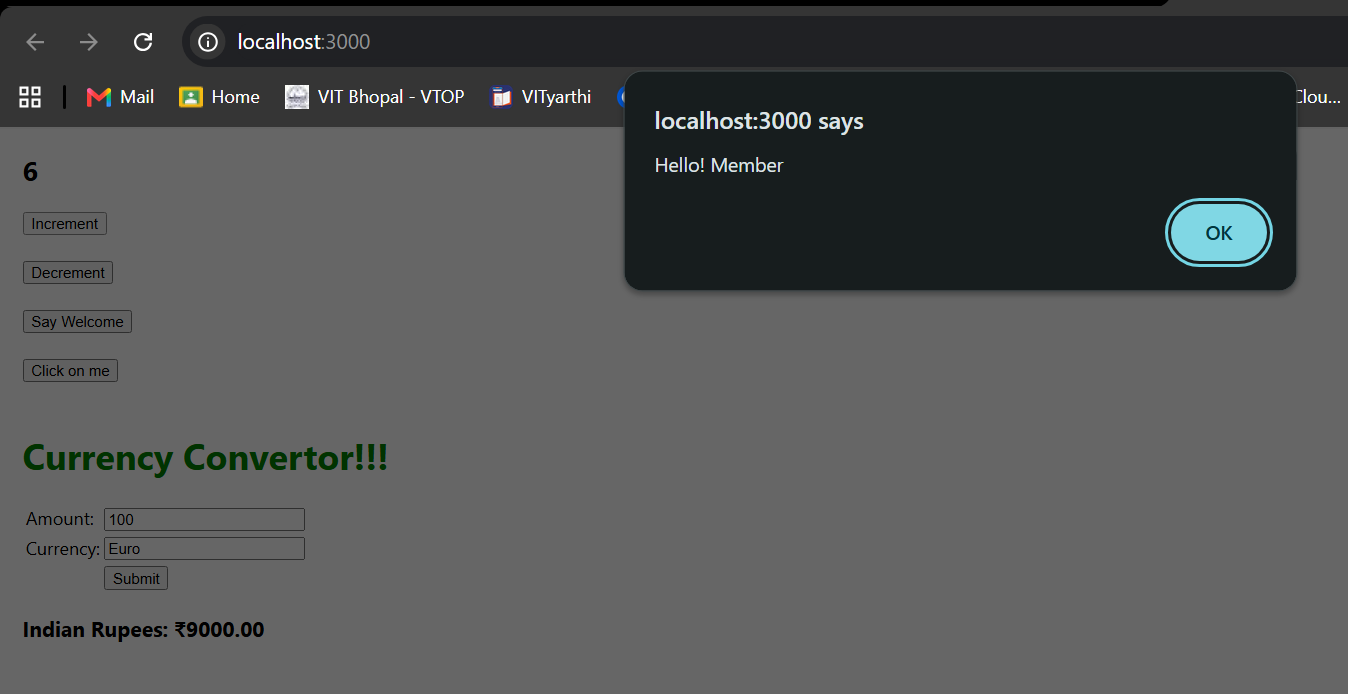 localhost:3000
Mail Home VIT Bhopal - VTOP VITyarthi Clou...
localhost:3000 says
Hello! Member
OK
6
Increment
Decrement
Say Welcome
Click on me
Currency Convertor!!!
Amount: 100
Currency: Euro
Submit
Indian Rupees: ₹9000.00